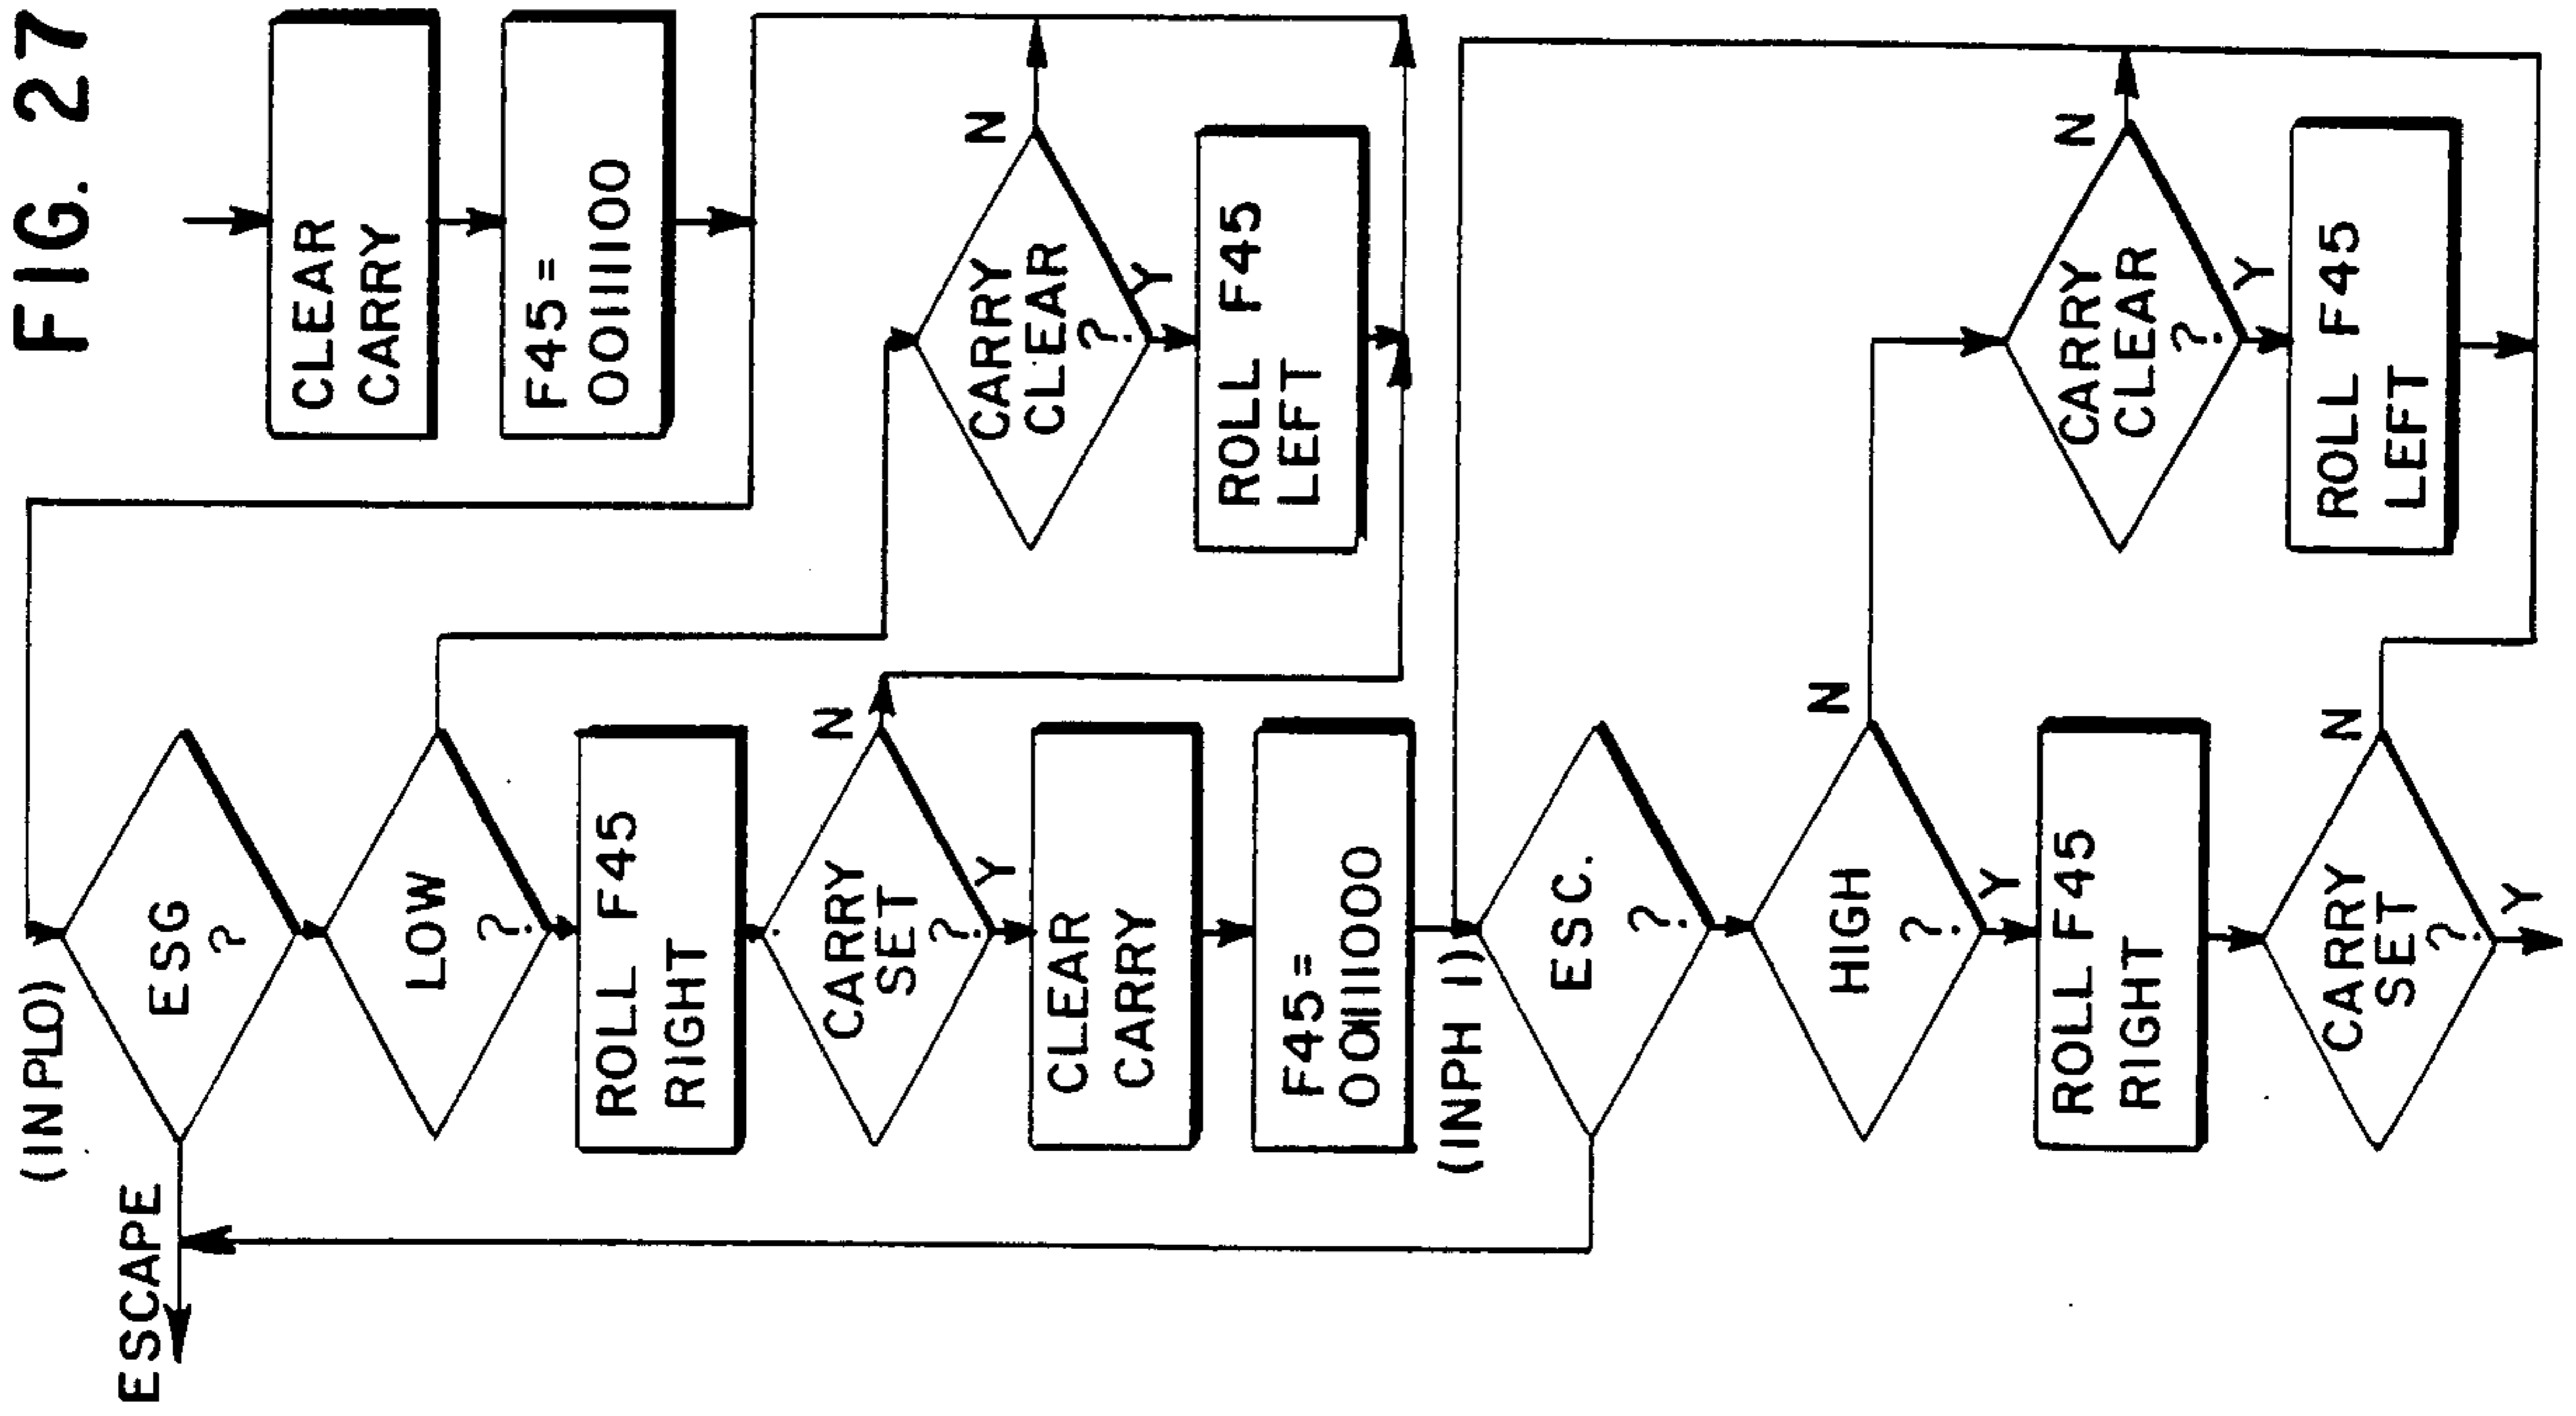 FIG. 27
(INPLO)
ESCAPE
ESG
?
CLEAR
CARRY
LOW
?
F45=
00111100
ROLL F45
RIGHT
CARRY
SET
?
N
Y
CARRY
CLEAR
?
N
Y
CLEAR
CARRY
ROLL F45
LEFT
F45=
00111000
(INPH I)
ESC.
?
HIGH
?
N
Y
ROLL F45
RIGHT
CARRY
CLEAR
?
N
Y
CARRY
SET
?
N
Y
ROLL F45
LEFT